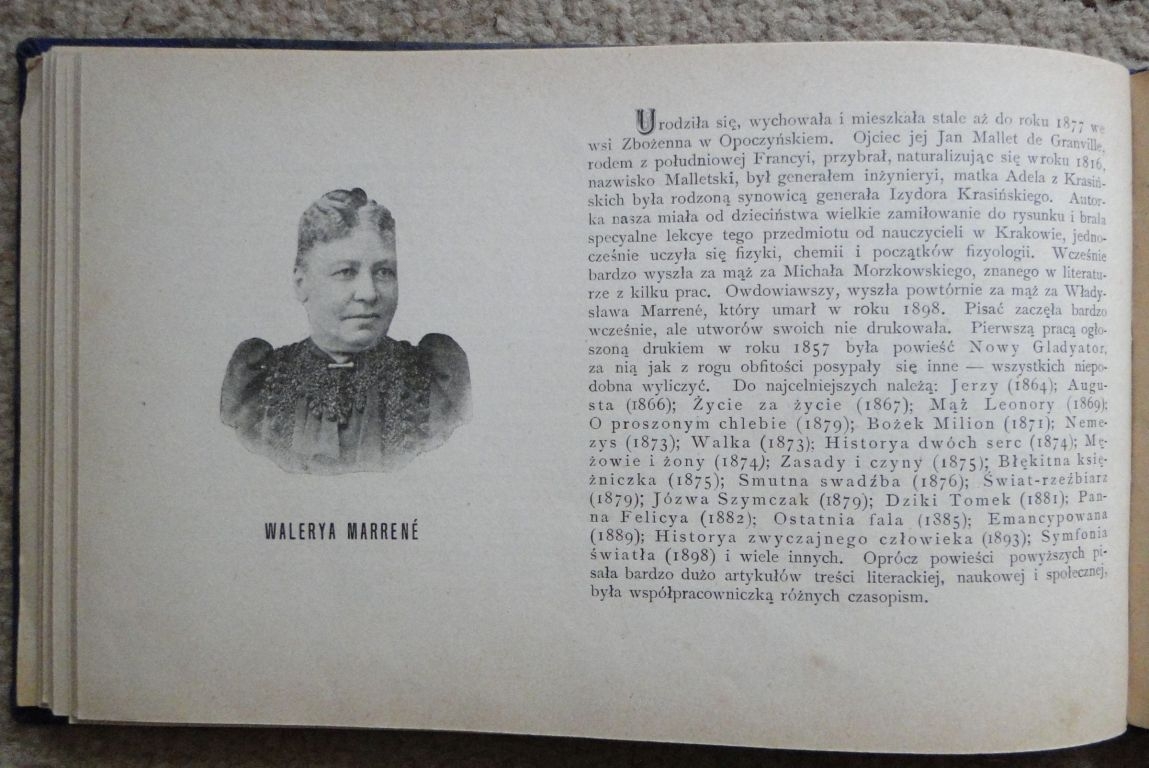 WALERYA MARRENÉ
Urodziła się, wychowała i mieszkała stale aż do roku 1877 we
wsi Zbożenna w Opoczyńskiem. Ojciec jej Jan Mallet de Granville,
rodem z południowej Francyi, przybrał, naturalizując się w roku 1816,
nazwisko Malletski, był generałem inżynieryi, matka Adela z Krasiń-
skich była rodzoną synowicą generała Izydora Krasińskiego. Autor-
ka nasza miała od dzieciństwa wielkie zamiłowanie do rysunku i brała
specyalne lekcye tego przedmiotu od nauczycieli w Krakowie, jedno-
cześnie uczyła się fizyki, chemii i początków fizyologii. Wcześnie
bardzo wyszła za mąż za Michała Morzkowskiego, znanego w literatu-
rze z kilku prac. Owdowiawszy, wyszła powtórnie za mąż za Włady-
sława Marrené, który umarł w roku 1898. Pisać zaczęła bardzo
wcześnie, ale utworów swoich nie drukowała. Pierwszą pracą ogło-
szoną drukiem w roku 1857 była powieść Nowy Gladyator,
za nią jak z rogu obfitości posypały się inne — wszystkich niepo-
dobna wyliczyć. Do najcelniejszych należą: Jerzy (1864); Augu-
sta (1866); Życie za życie (1867); Mąż Leonory (1869);
O proszonym chlebie (1879); Bożek Milion (1871); Neme-
zys (1873); Walka (1873); Historya dwóch serc (1874); Mę-
żowie i żony (1874); Zasady i czyny (1875); Błękitna księ-
żniczka (1875); Smutna swadźba (1876); Świat-rzeźbiarz
(1879); Józwa Szymczak (1879); Dziki Tomek (1881); Pan-
na Felicya (1882); Ostatnia fala (1885); Emancypowana
(1889); Historya zwyczajnego człowieka (1893); Symfonia
światła (1898) i wiele innych. Oprócz powieści powyższych pi-
sała bardzo dużo artykułów treści literackiej, naukowej i społecznej,
była współpracowniczką różnych czasopism.